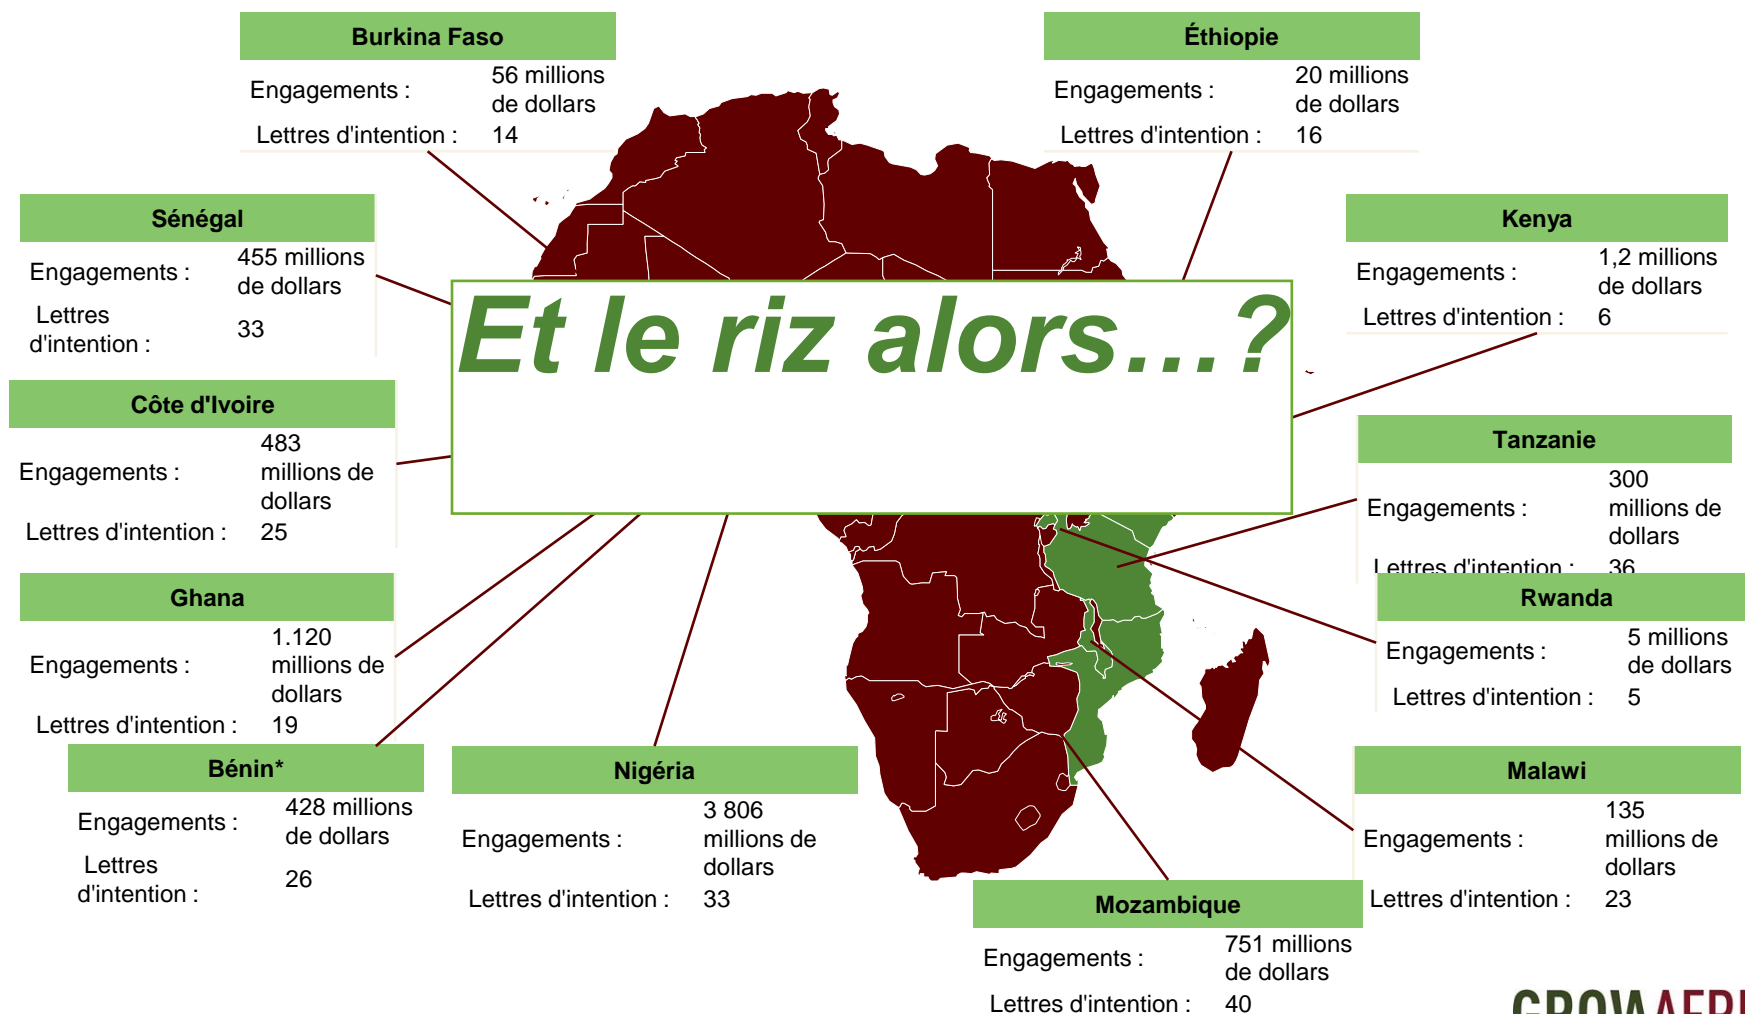 Burkina Faso
Engagements :
56 millions
de dollars
Lettres d'intention :
14
Éthiopie
Engagements :
20 millions
de dollars
Lettres d'intention :
16
Sénégal
Engagements :
455 millions
de dollars
Lettres
d'intention :
33
Kenya
Engagements :
1,2 millions
de dollars
Lettres d'intention :
6
Et le riz alors…?
Côte d'Ivoire
Engagements :
483
millions de
dollars
Lettres d'intention :
25
Tanzanie
Engagements :
300
millions de
dollars
Lettres d'intention :
36
Ghana
Engagements :
1.120
millions de
dollars
Lettres d'intention :
19
Rwanda
Engagements :
5 millions
de dollars
Lettres d'intention :
5
Bénin*
Engagements :
428 millions
de dollars
Lettres
d'intention :
26
Nigéria
Engagements :
3 806
millions de
dollars
Lettres d'intention :
33
Malawi
Engagements :
135
millions de
dollars
Lettres d'intention :
23
Mozambique
Engagements :
751 millions
de dollars
Lettres d'intention :
40